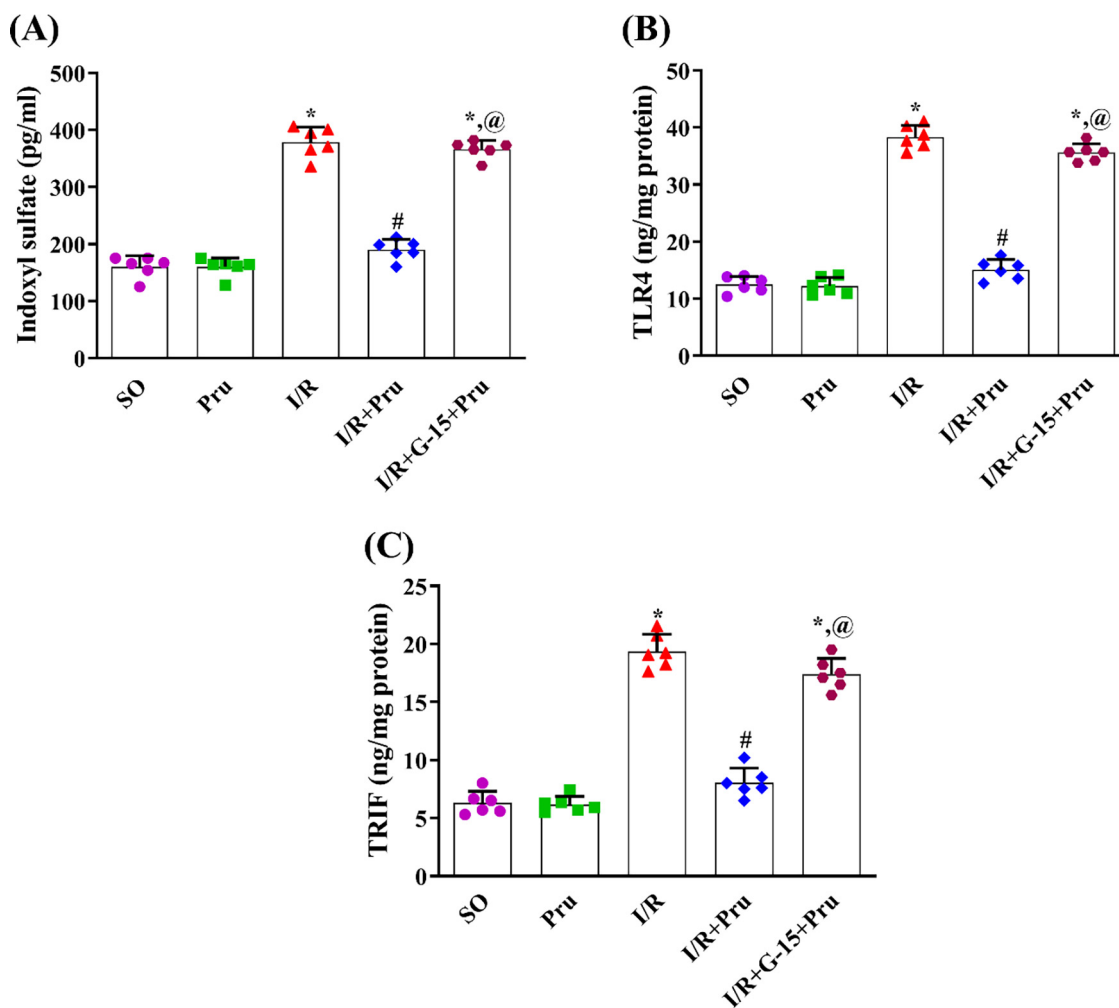 (A)
Indoxyl sulfate (pg/ml)
500
400
300
200
100
0
*
#
*,@
SO
Pru
I/R
I/R+Pru
I/R+G-15+Pru
(B)
TLR4 (ng/mg protein)
50
40
30
20
10
0
*
#
*,@
SO
Pru
I/R
I/R+Pru
I/R+G-15+Pru
(C)
TRIF (ng/mg protein)
25
20
15
10
5
0
*
#
*,@
SO
Pru
I/R
I/R+Pru
I/R+G-15+Pru